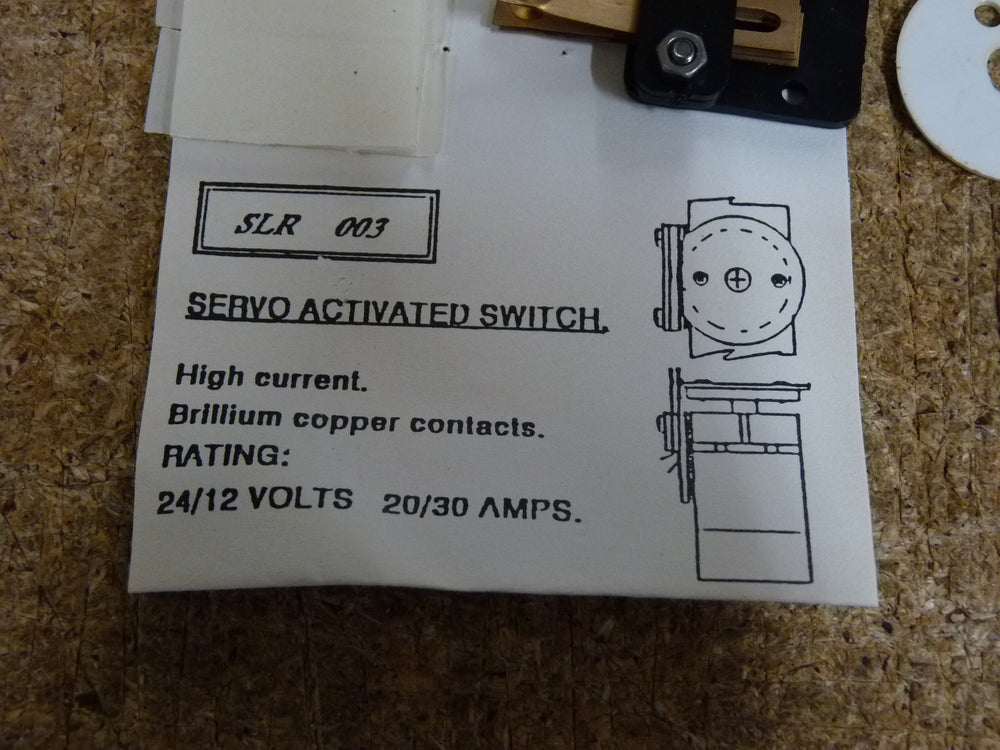 SLR 003
SERVO ACTIVATED SWITCH.
High current.
Brillium copper contacts.
RATING:
24/12 VOLTS 20/30 AMPS.